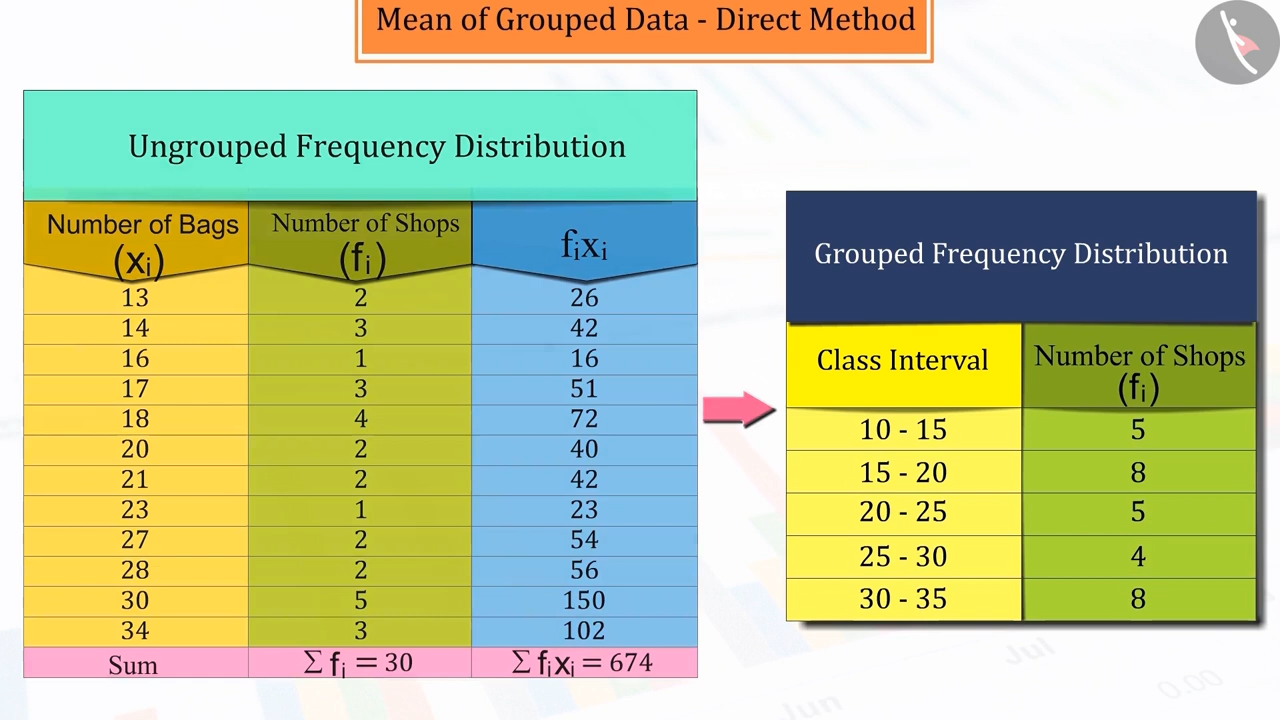 Mean of Grouped Data - Direct Method
Ungrouped Frequency Distribution
Number of Bags (xᵢ) Number of Shops (fᵢ) fᵢxᵢ
13 2 26
14 3 42
16 1 16
17 3 51
18 4 72
20 2 40
21 2 42
23 1 23
27 2 54
28 2 56
30 5 150
34 3 102
Sum ∑ fᵢ = 30 ∑ fᵢxᵢ = 674
Grouped Frequency Distribution
Class Interval Number of Shops (fᵢ)
10 - 15 5
15 - 20 8
20 - 25 5
25 - 30 4
30 - 35 8
Jun
Jul
0.00